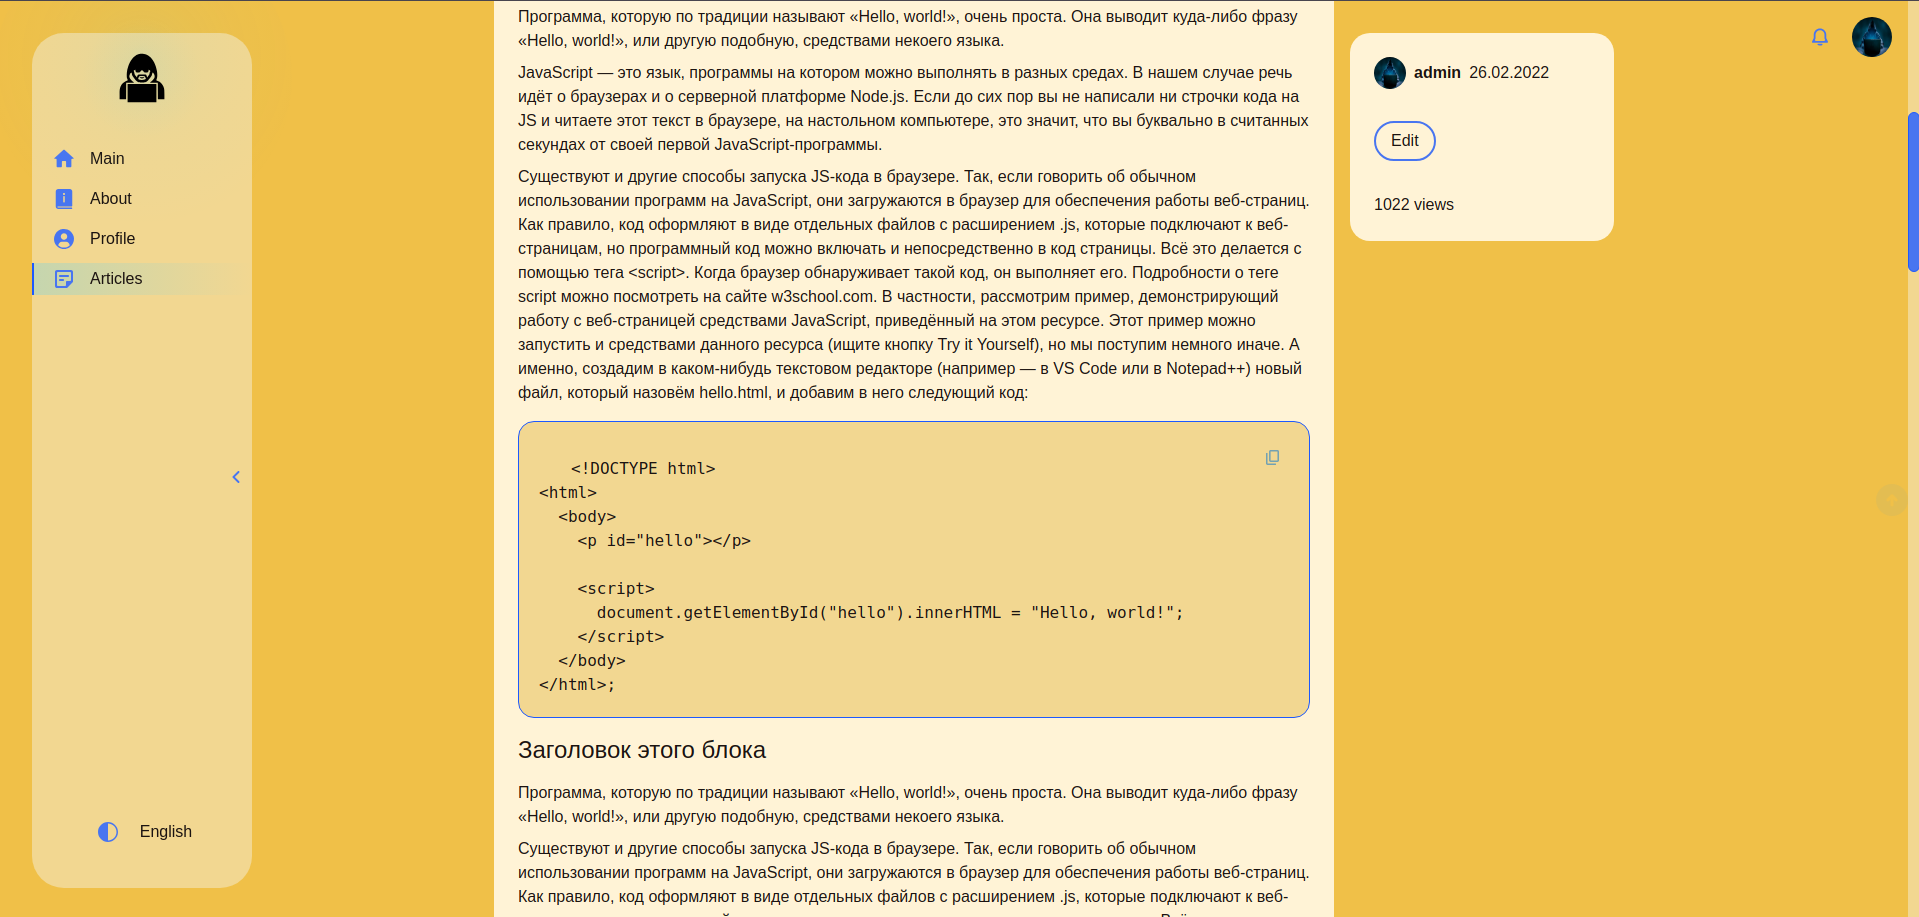 Main
About
Profile
Articles
English
Программа, которую по традиции называют «Hello, world!», очень проста. Она выводит куда-либо фразу
«Hello, world!», или другую подобную, средствами некоего языка.
JavaScript — это язык, программы на котором можно выполнять в разных средах. В нашем случае речь
идёт о браузерах и о серверной платформе Node.js. Если до сих пор вы не написали ни строчки кода на
JS и читаете этот текст в браузере, на настольном компьютере, это значит, что вы буквально в считанных
секундах от своей первой JavaScript-программы.
Существуют и другие способы запуска JS-кода в браузере. Так, если говорить об обычном
использовании программ на JavaScript, они загружаются в браузер для обеспечения работы веб-страниц.
Как правило, код оформляют в виде отдельных файлов с расширением .js, которые подключают к веб-
страницам, но программный код можно включать и непосредственно в код страницы. Всё это делается с
помощью тега <script>. Когда браузер обнаруживает такой код, он выполняет его. Подробности о теге
script можно посмотреть на сайте w3school.com. В частности, рассмотрим пример, демонстрирующий
работу с веб-страницей средствами JavaScript, приведённый на этом ресурсе. Этот пример можно
запустить и средствами данного ресурса (ищите кнопку Try it Yourself), но мы поступим немного иначе. А
именно, создадим в каком-нибудь текстовом редакторе (например — в VS Code или в Notepad++) новый
файл, который назовём hello.html, и добавим в него следующий код:
<!DOCTYPE html>
<html>
<body>
<p id="hello"></p>
<script>
document.getElementById("hello").innerHTML = "Hello, world!";
</script>
</body>
</html>;
Заголовок этого блока
Программа, которую по традиции называют «Hello, world!», очень проста. Она выводит куда-либо фразу
«Hello, world!», или другую подобную, средствами некоего языка.
Существуют и другие способы запуска JS-кода в браузере. Так, если говорить об обычном
использовании программ на JavaScript, они загружаются в браузер для обеспечения работы веб-страниц.
Как правило, код оформляют в виде отдельных файлов с расширением .js, которые подключают к веб-
admin 26.02.2022
Edit
1022 views